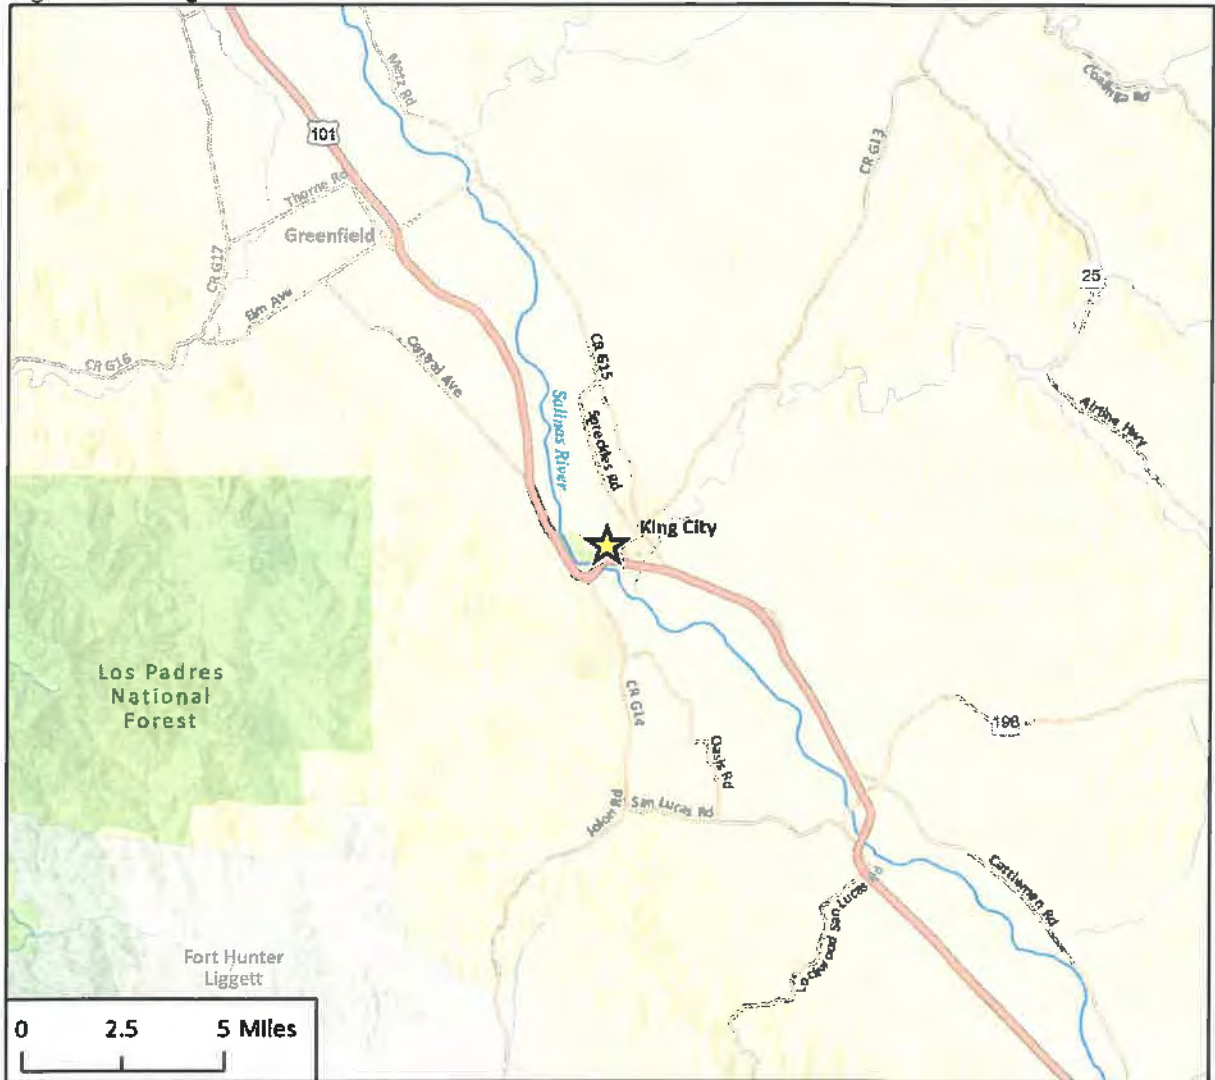 Metz Rd
Coalinga Rd
101
CR G13
Thorne Rd
Greenfield
CR G17
25
Elm Ave
CR G16
Central Ave
CR G15
Salinas River
Spreckles Rd
Airline Hwy
King City
Los Padres
National
Forest
CR G14
198
Oasis Rd
Jolon Rd
San Lucas Rd
Cattlemen Rd
Lockwood San Lucas Rd
Fort Hunter
Liggett
0 2.5 5 Miles